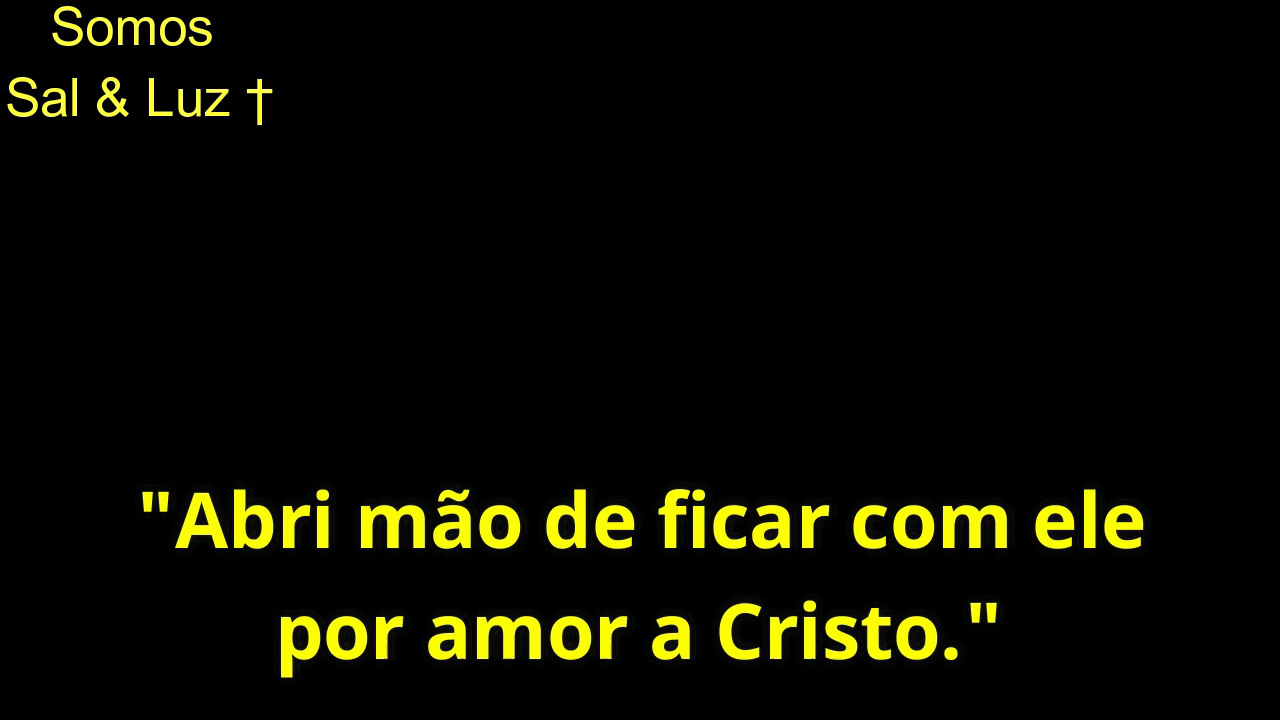 Somos
Sal & Luz †
"Abri mão de ficar com ele
por amor a Cristo."